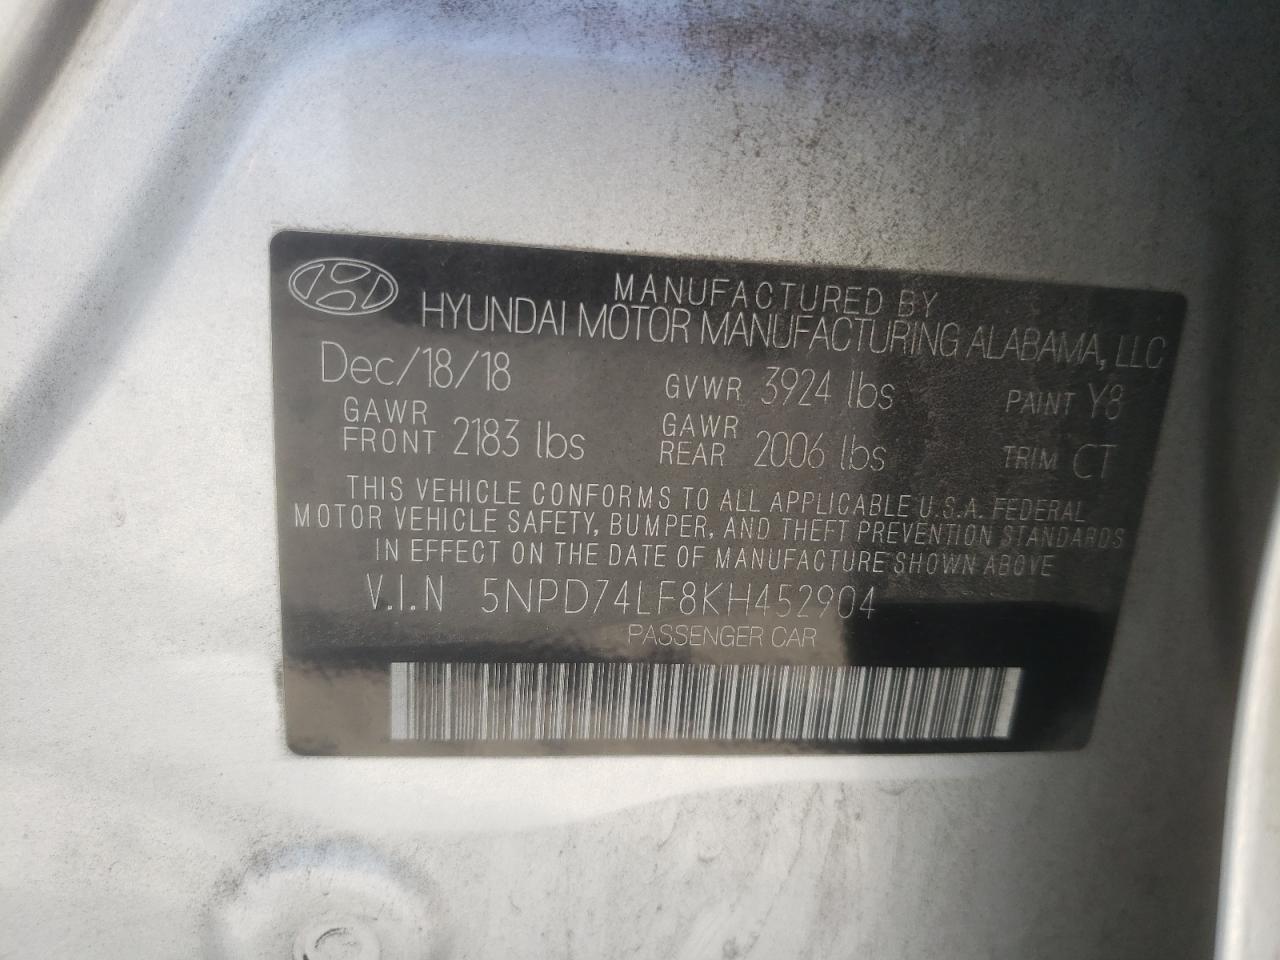 MANUFACTURED BY
HYUNDAI MOTOR MANUFACTURING ALABAMA, LLC
Dec/18/18 GVWR 3924 lbs PAINT Y8
GAWR FRONT 2183 lbs GAWR REAR 2006 lbs TRIM CT
THIS VEHICLE CONFORMS TO ALL APPLICABLE U.S.A. FEDERAL
MOTOR VEHICLE SAFETY, BUMPER, AND THEFT PREVENTION STANDARDS
IN EFFECT ON THE DATE OF MANUFACTURE SHOWN ABOVE
V.I.N 5NPD74LF8KH452904
PASSENGER CAR